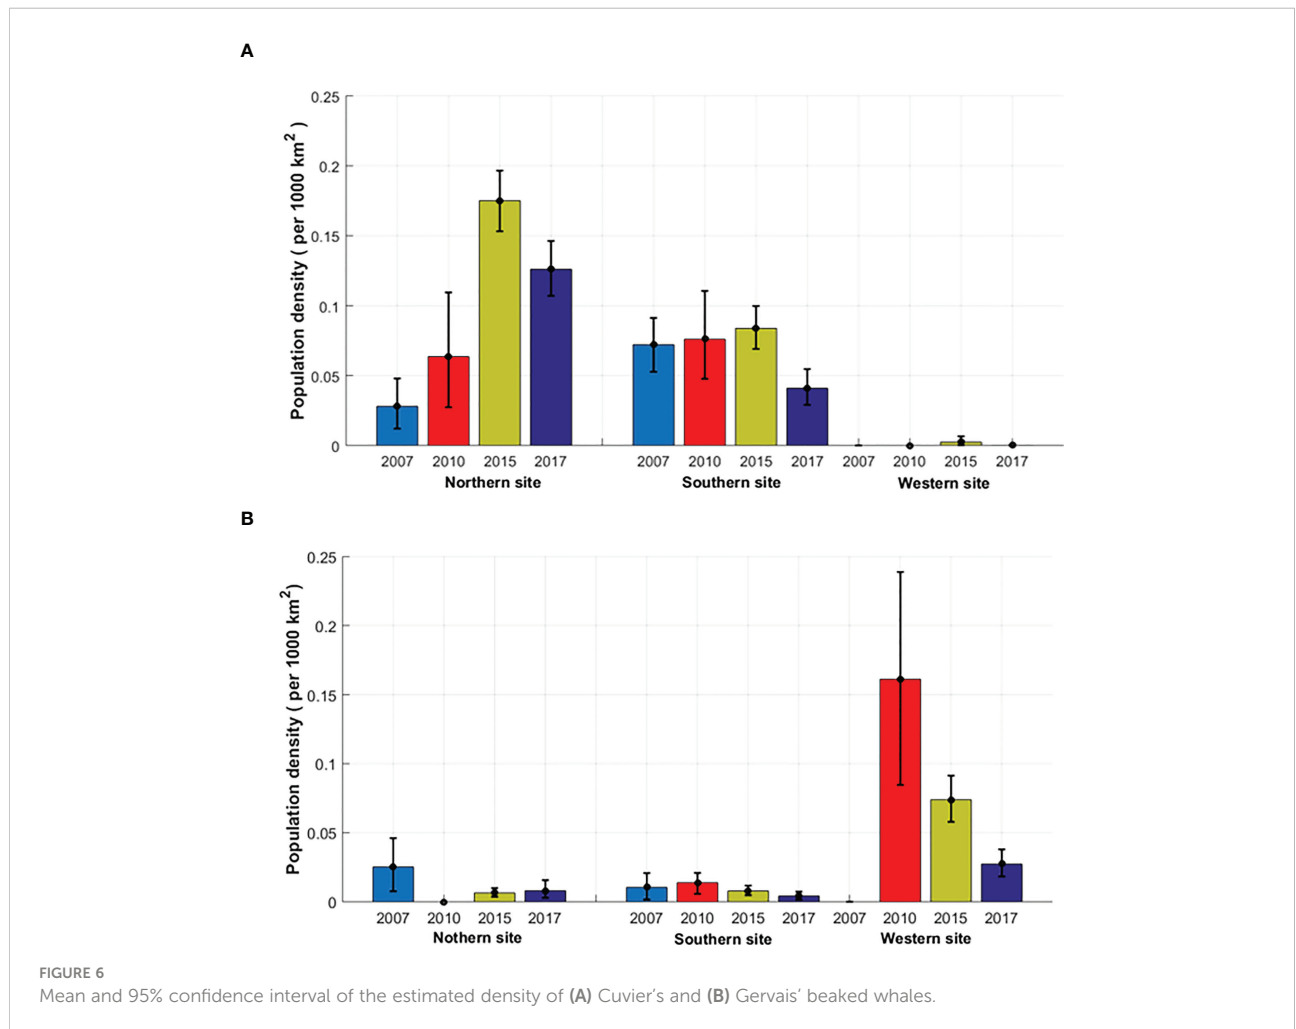 A
Population density ( per 1000 km²)
0.25
0.2
0.15
0.1
0.05
0
2007 2010 2015 2017 2007 2010 2015 2017 2007 2010 2015 2017
Northern site Southern site Western site
B
Population density ( per 1000 km²)
0.25
0.2
0.15
0.1
0.05
0
2007 2010 2015 2017 2007 2010 2015 2017 2007 2010 2015 2017
Nothern site Southern site Western site
FIGURE 6
Mean and 95% confidence interval of the estimated density of (A) Cuvier’s and (B) Gervais’ beaked whales.